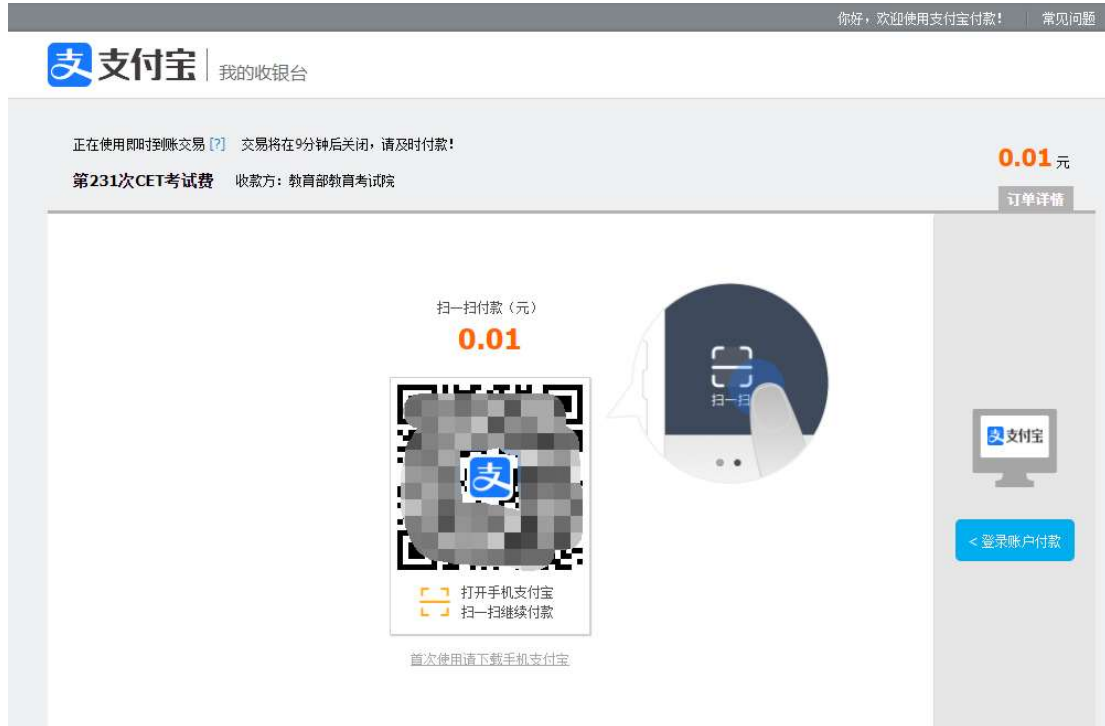 你好，欢迎使用支付宝付款！ 常见问题
支 支付宝 我的收银台
正在使用即时到账交易 [?] 交易将在9分钟后关闭，请及时付款！
0.01 元
第231次CET考试费 收款方：教育部教育考试院
订单详情
扫一扫付款（元）
0.01
扫一扫
支
支 支付宝
< 登录账户付款
打开手机支付宝
扫一扫继续付款
首次使用请下载手机支付宝